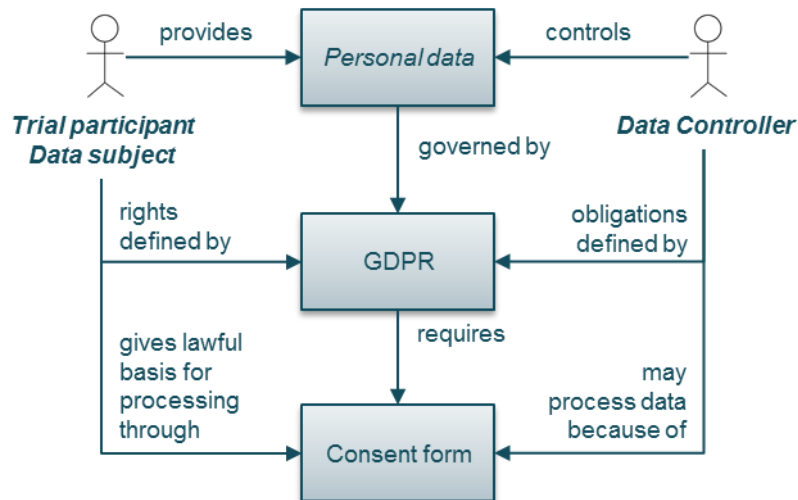 provides
Personal data
controls
Trial participant
Data subject
Data Controller
governed by
rights
defined by
GDPR
obligations
defined by
gives lawful
basis for
processing
through
requires
may
process data
because of
Consent form